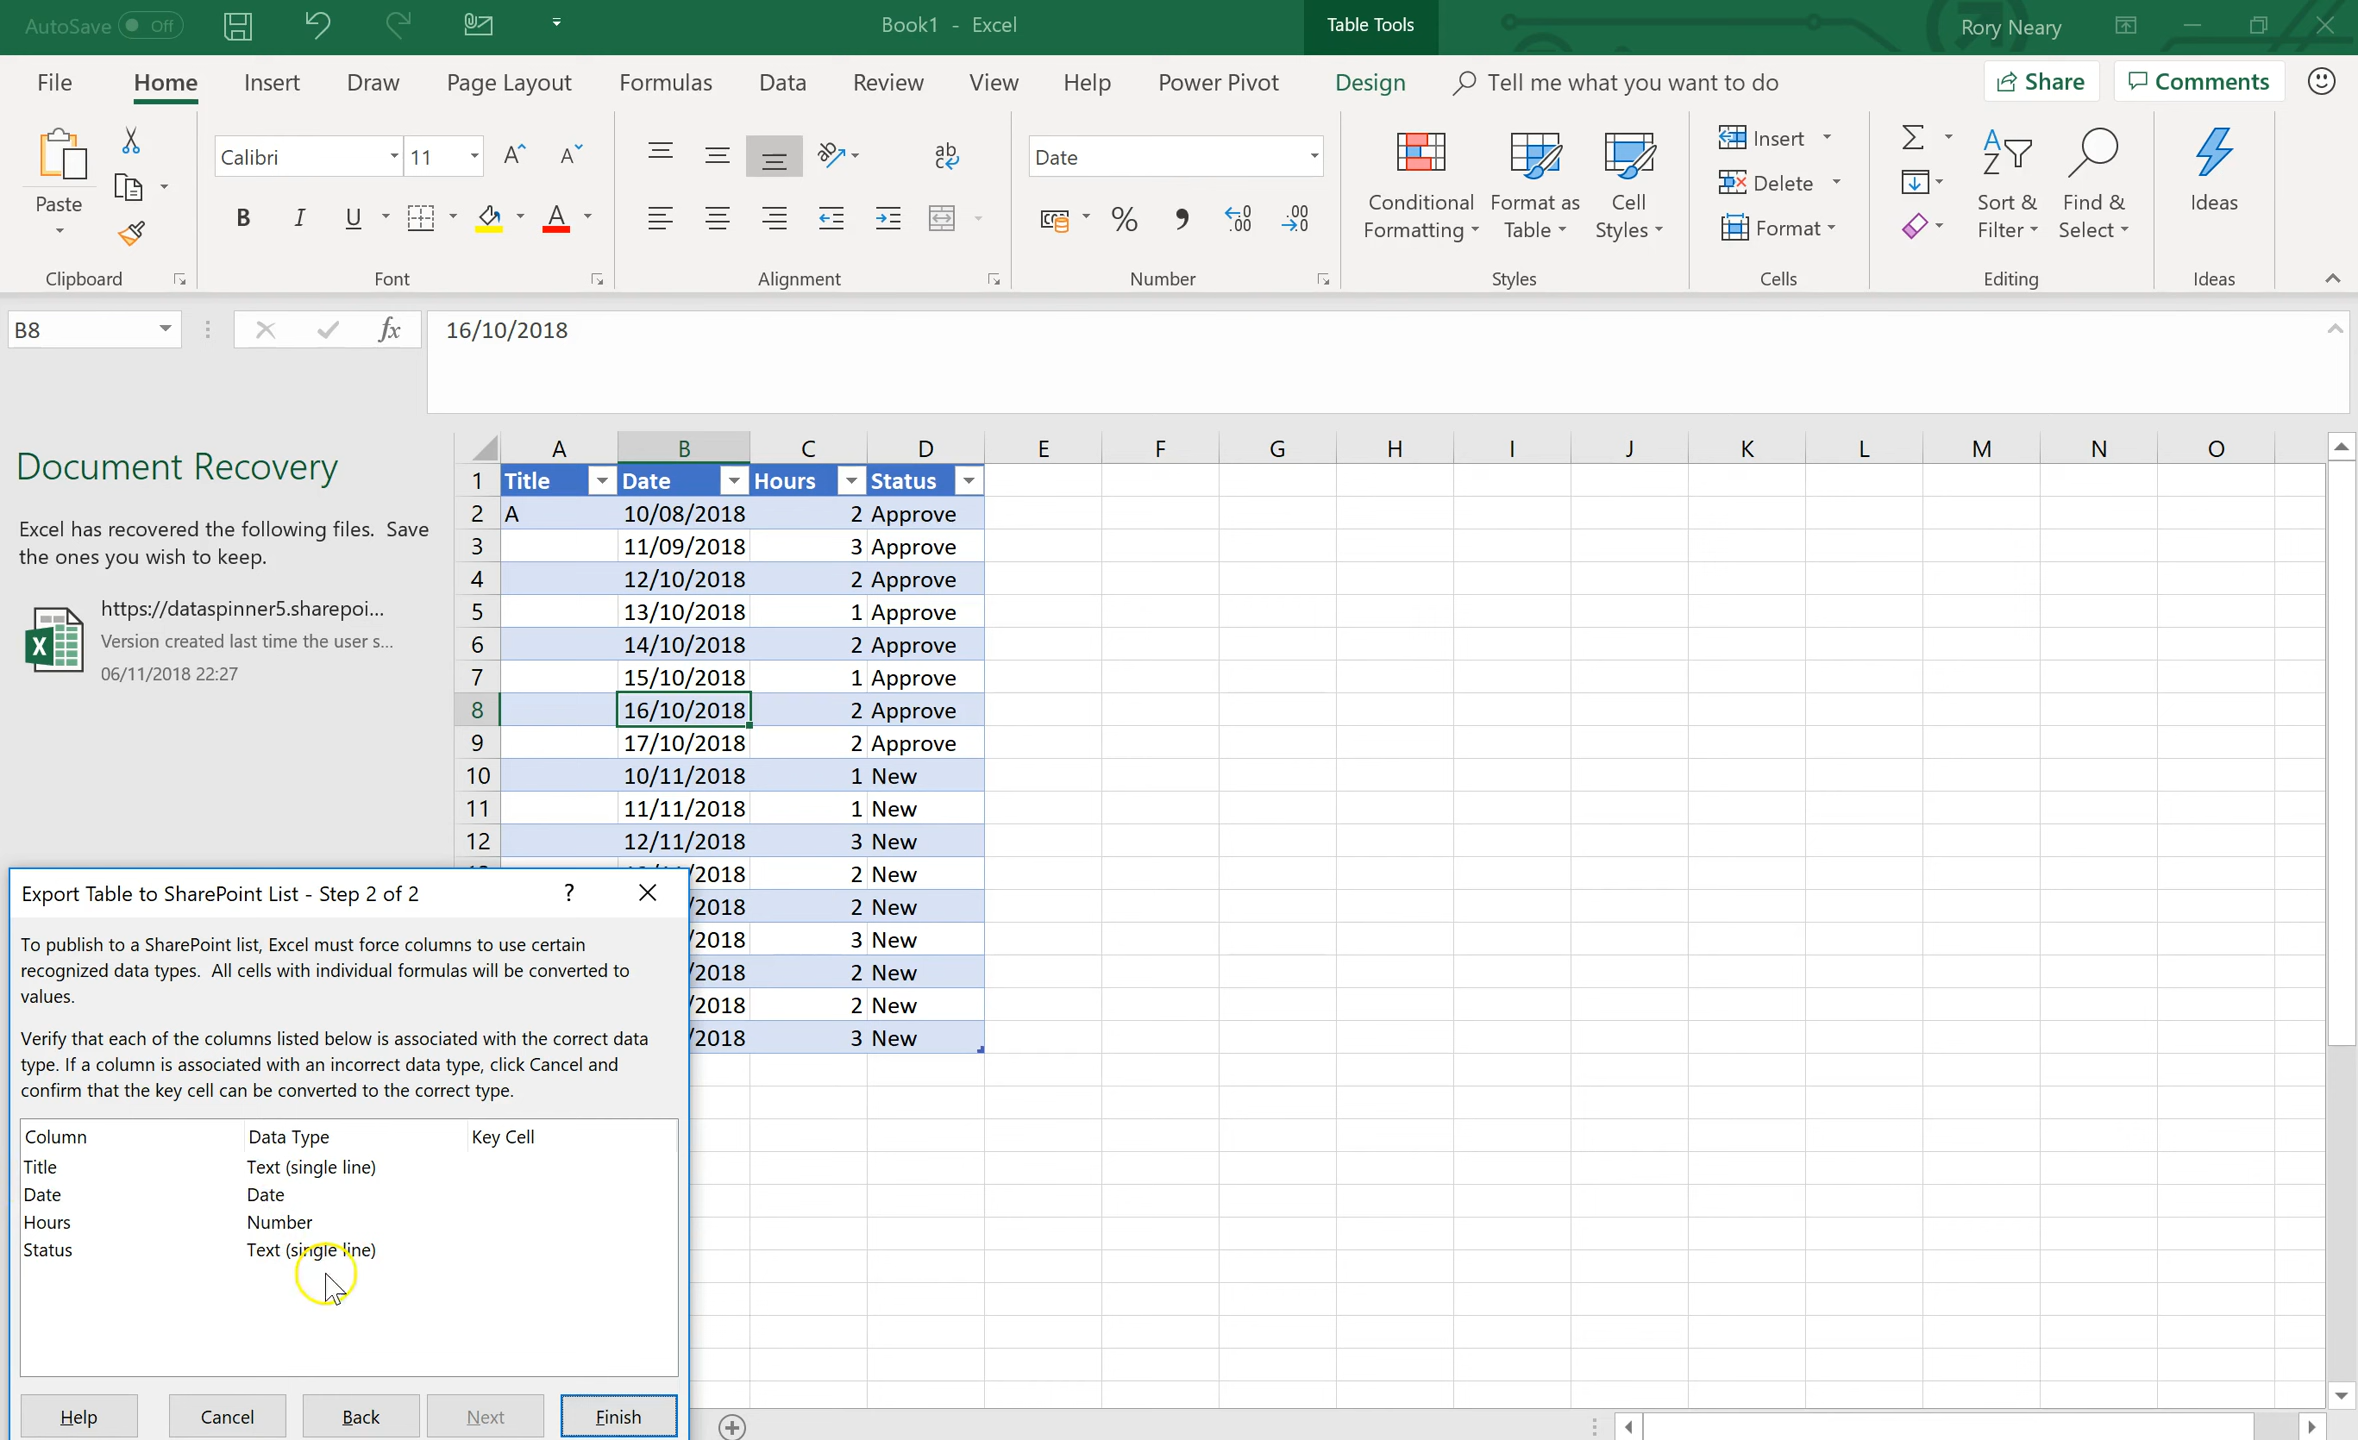 AutoSave Off
Book1 - Excel
Table Tools
Rory Neary
File Home Insert Draw Page Layout Formulas Data Review View Help Power Pivot Design Tell me what you want to do Share Comments
Paste
Clipboard
Calibri 11
B I U A
Font
ab
Alignment
Date
% , .00 .00
Number
Conditional Formatting
Format as Table
Cell Styles
Styles
Insert
Delete
Format
Cells
Sort & Filter
Find & Select
Editing
Ideas
Ideas
B8 fx 16/10/2018
Document Recovery
Excel has recovered the following files. Save
the ones you wish to keep.
https://dataspinner5.sharepoi...
Version created last time the user s...
06/11/2018 22:27
A B C D E F G H I J K L M N O
1 Title Date Hours Status
2 A 10/08/2018 2 Approve
3 11/09/2018 3 Approve
4 12/10/2018 2 Approve
5 13/10/2018 1 Approve
6 14/10/2018 2 Approve
7 15/10/2018 1 Approve
8 16/10/2018 2 Approve
9 17/10/2018 2 Approve
10 10/11/2018 1 New
11 11/11/2018 1 New
12 12/11/2018 3 New
/2018 2 New
/2018 2 New
/2018 3 New
/2018 2 New
/2018 2 New
/2018 3 New
Export Table to SharePoint List - Step 2 of 2 ?
To publish to a SharePoint list, Excel must force columns to use certain
recognized data types. All cells with individual formulas will be converted to
values.
Verify that each of the columns listed below is associated with the correct data
type. If a column is associated with an incorrect data type, click Cancel and
confirm that the key cell can be converted to the correct type.
Column Data Type Key Cell
Title Text (single line)
Date Date
Hours Number
Status Text (single line)
Help Cancel Back Next Finish